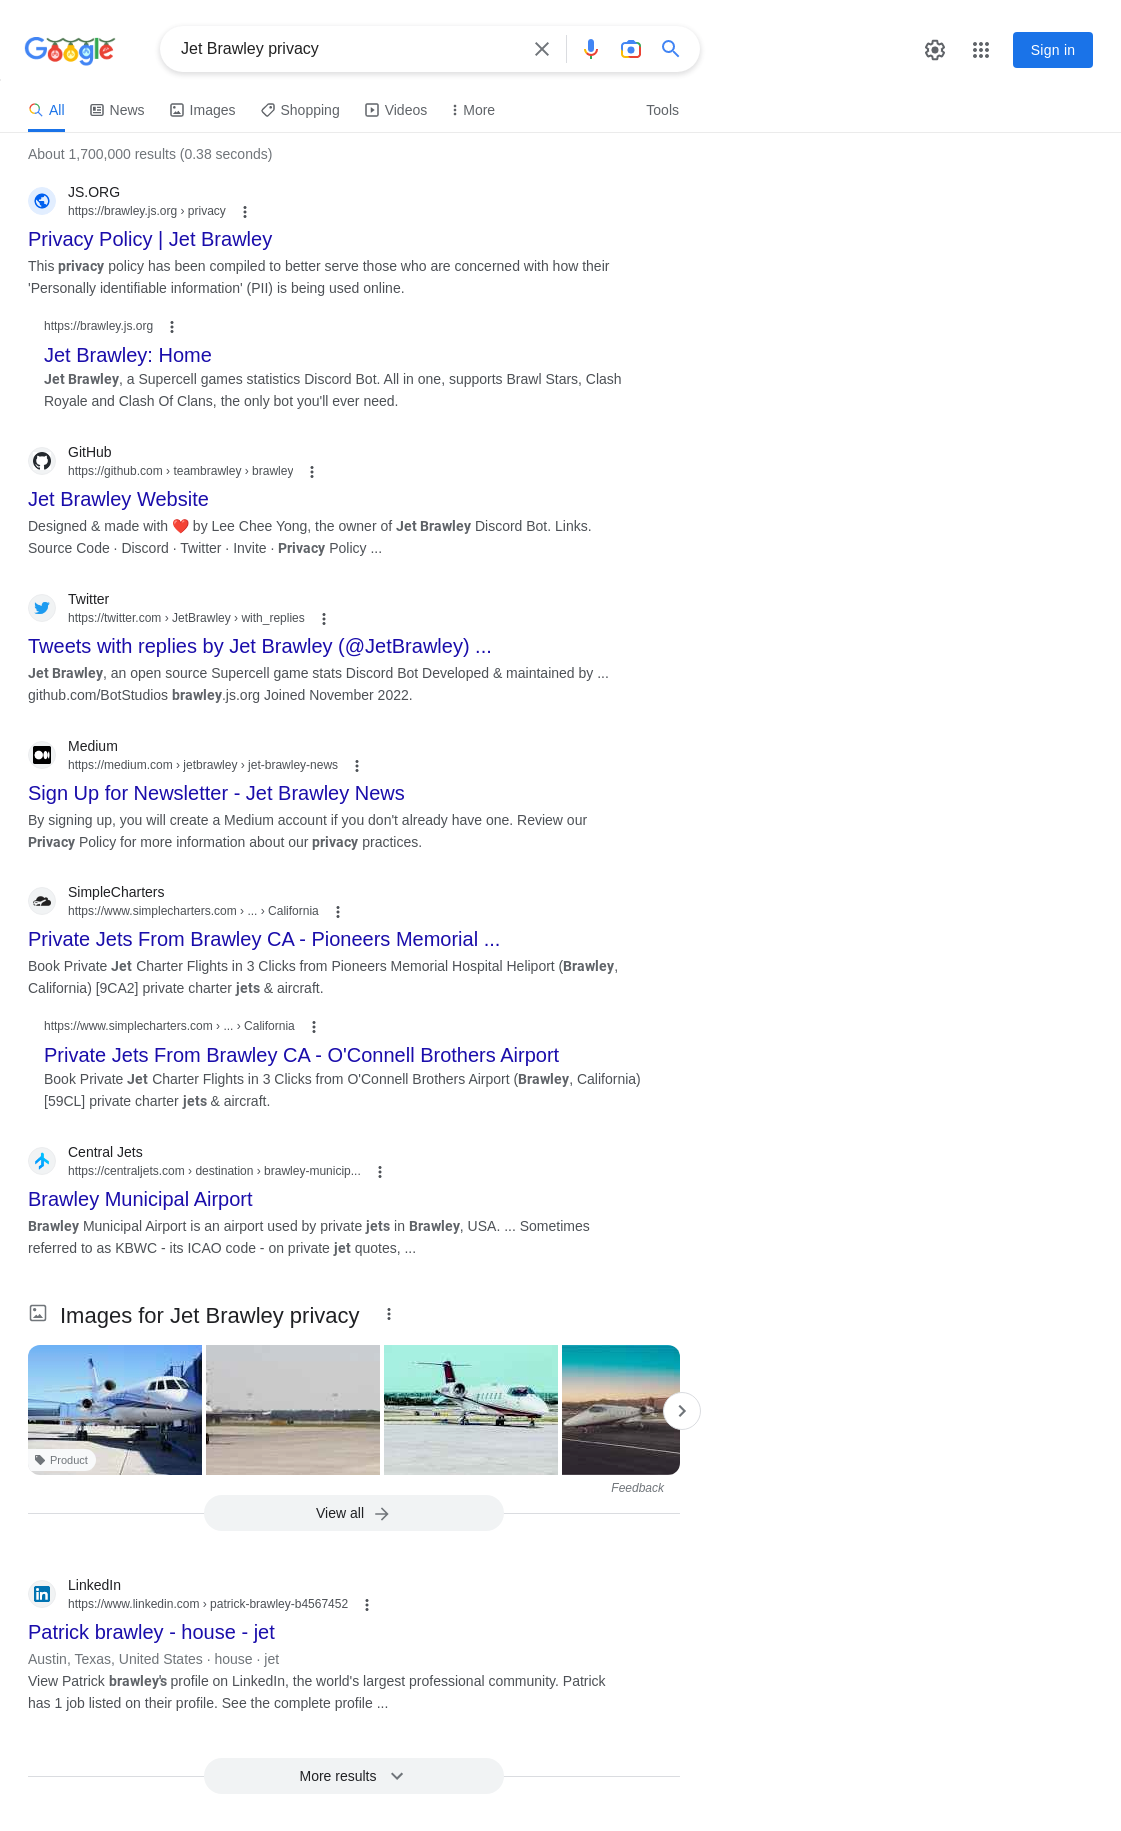 Google
Jet Brawley privacy
Sign in
All
News
Images
Shopping
Videos
More
Tools
About 1,700,000 results (0.38 seconds)
JS.ORG
https://brawley.js.org › privacy
Privacy Policy | Jet Brawley
This privacy policy has been compiled to better serve those who are concerned with how their
'Personally identifiable information' (PII) is being used online.
https://brawley.js.org
Jet Brawley: Home
Jet Brawley, a Supercell games statistics Discord Bot. All in one, supports Brawl Stars, Clash
Royale and Clash Of Clans, the only bot you'll ever need.
GitHub
https://github.com › teambrawley › brawley
Jet Brawley Website
Designed & made with ❤️ by Lee Chee Yong, the owner of Jet Brawley Discord Bot. Links.
Source Code · Discord · Twitter · Invite · Privacy Policy ...
Twitter
https://twitter.com › JetBrawley › with_replies
Tweets with replies by Jet Brawley (@JetBrawley) ...
Jet Brawley, an open source Supercell game stats Discord Bot Developed & maintained by ...
github.com/BotStudios brawley.js.org Joined November 2022.
Medium
https://medium.com › jetbrawley › jet-brawley-news
Sign Up for Newsletter - Jet Brawley News
By signing up, you will create a Medium account if you don't already have one. Review our
Privacy Policy for more information about our privacy practices.
SimpleCharters
https://www.simplecharters.com › ... › California
Private Jets From Brawley CA - Pioneers Memorial ...
Book Private Jet Charter Flights in 3 Clicks from Pioneers Memorial Hospital Heliport (Brawley,
California) [9CA2] private charter jets & aircraft.
https://www.simplecharters.com › ... › California
Private Jets From Brawley CA - O'Connell Brothers Airport
Book Private Jet Charter Flights in 3 Clicks from O'Connell Brothers Airport (Brawley, California)
[59CL] private charter jets & aircraft.
Central Jets
https://centraljets.com › destination › brawley-municip...
Brawley Municipal Airport
Brawley Municipal Airport is an airport used by private jets in Brawley, USA. ... Sometimes
referred to as KBWC - its ICAO code - on private jet quotes, ...
Images for Jet Brawley privacy
Product
Feedback
View all
LinkedIn
https://www.linkedin.com › patrick-brawley-b4567452
Patrick brawley - house - jet
Austin, Texas, United States · house · jet
View Patrick brawley's profile on LinkedIn, the world's largest professional community. Patrick
has 1 job listed on their profile. See the complete profile ...
More results